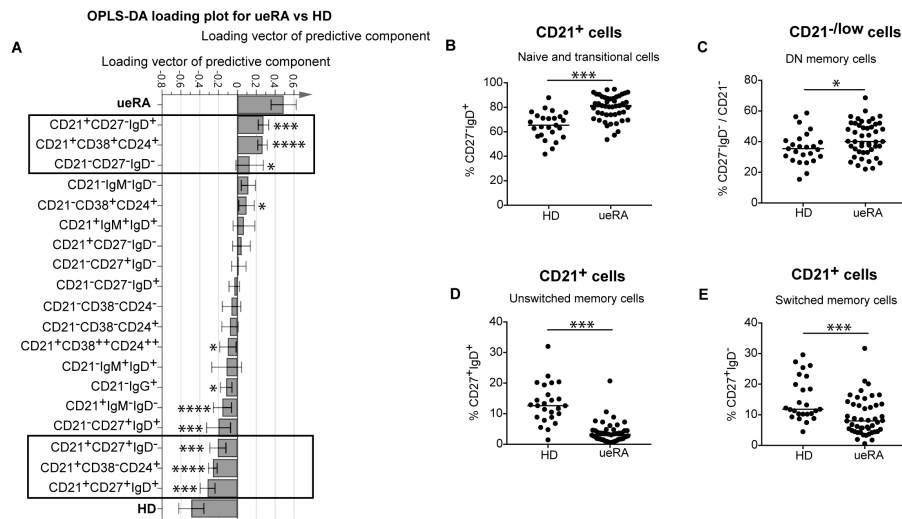 OPLS-DA loading plot for ueRA vs HD
Loading vector of predictive component
A
Loading vector of predictive component
-0.8
-0.6
-0.4
-0.2
0
0.2
0.4
0.6
ueRA
CD21⁺CD27⁻IgD⁺ ***
CD21⁺CD38⁺CD24⁺ ****
CD21⁻CD27⁻IgD⁻ *
CD21⁻IgM⁻IgD⁻
CD21⁻CD38⁺CD24⁺ *
CD21⁺IgM⁺IgD⁺
CD21⁺CD27⁻IgD⁻
CD21⁻CD27⁺IgD⁻
CD21⁻CD27⁻IgD⁺
CD21⁻CD38⁻CD24⁻
CD21⁻CD38⁻CD24⁺
CD21⁺CD38⁺⁺CD24⁺⁺ *
CD21⁻IgM⁺IgD⁺
CD21⁻IgG⁺ *
CD21⁺IgM⁻IgD⁻ ****
CD21⁻CD27⁺IgD⁺ ***
CD21⁺CD27⁺IgD⁻ ***
CD21⁺CD38⁻CD24⁺ ****
CD21⁺CD27⁺IgD⁺ ***
HD
CD21⁺ cells
B
Naive and transitional cells
***
% CD27⁻IgD⁺
100
80
60
40
20
0
HD ueRA
CD21⁻/ˡᵒʷ cells
C
DN memory cells
*
% CD27⁻IgD⁻ / CD21⁻
80
60
40
20
0
HD ueRA
CD21⁺ cells
D
Unswitched memory cells
***
% CD27⁺IgD⁺
40
30
20
10
0
HD ueRA
CD21⁺ cells
E
Switched memory cells
***
% CD27⁺IgD⁻
40
30
20
10
0
HD ueRA